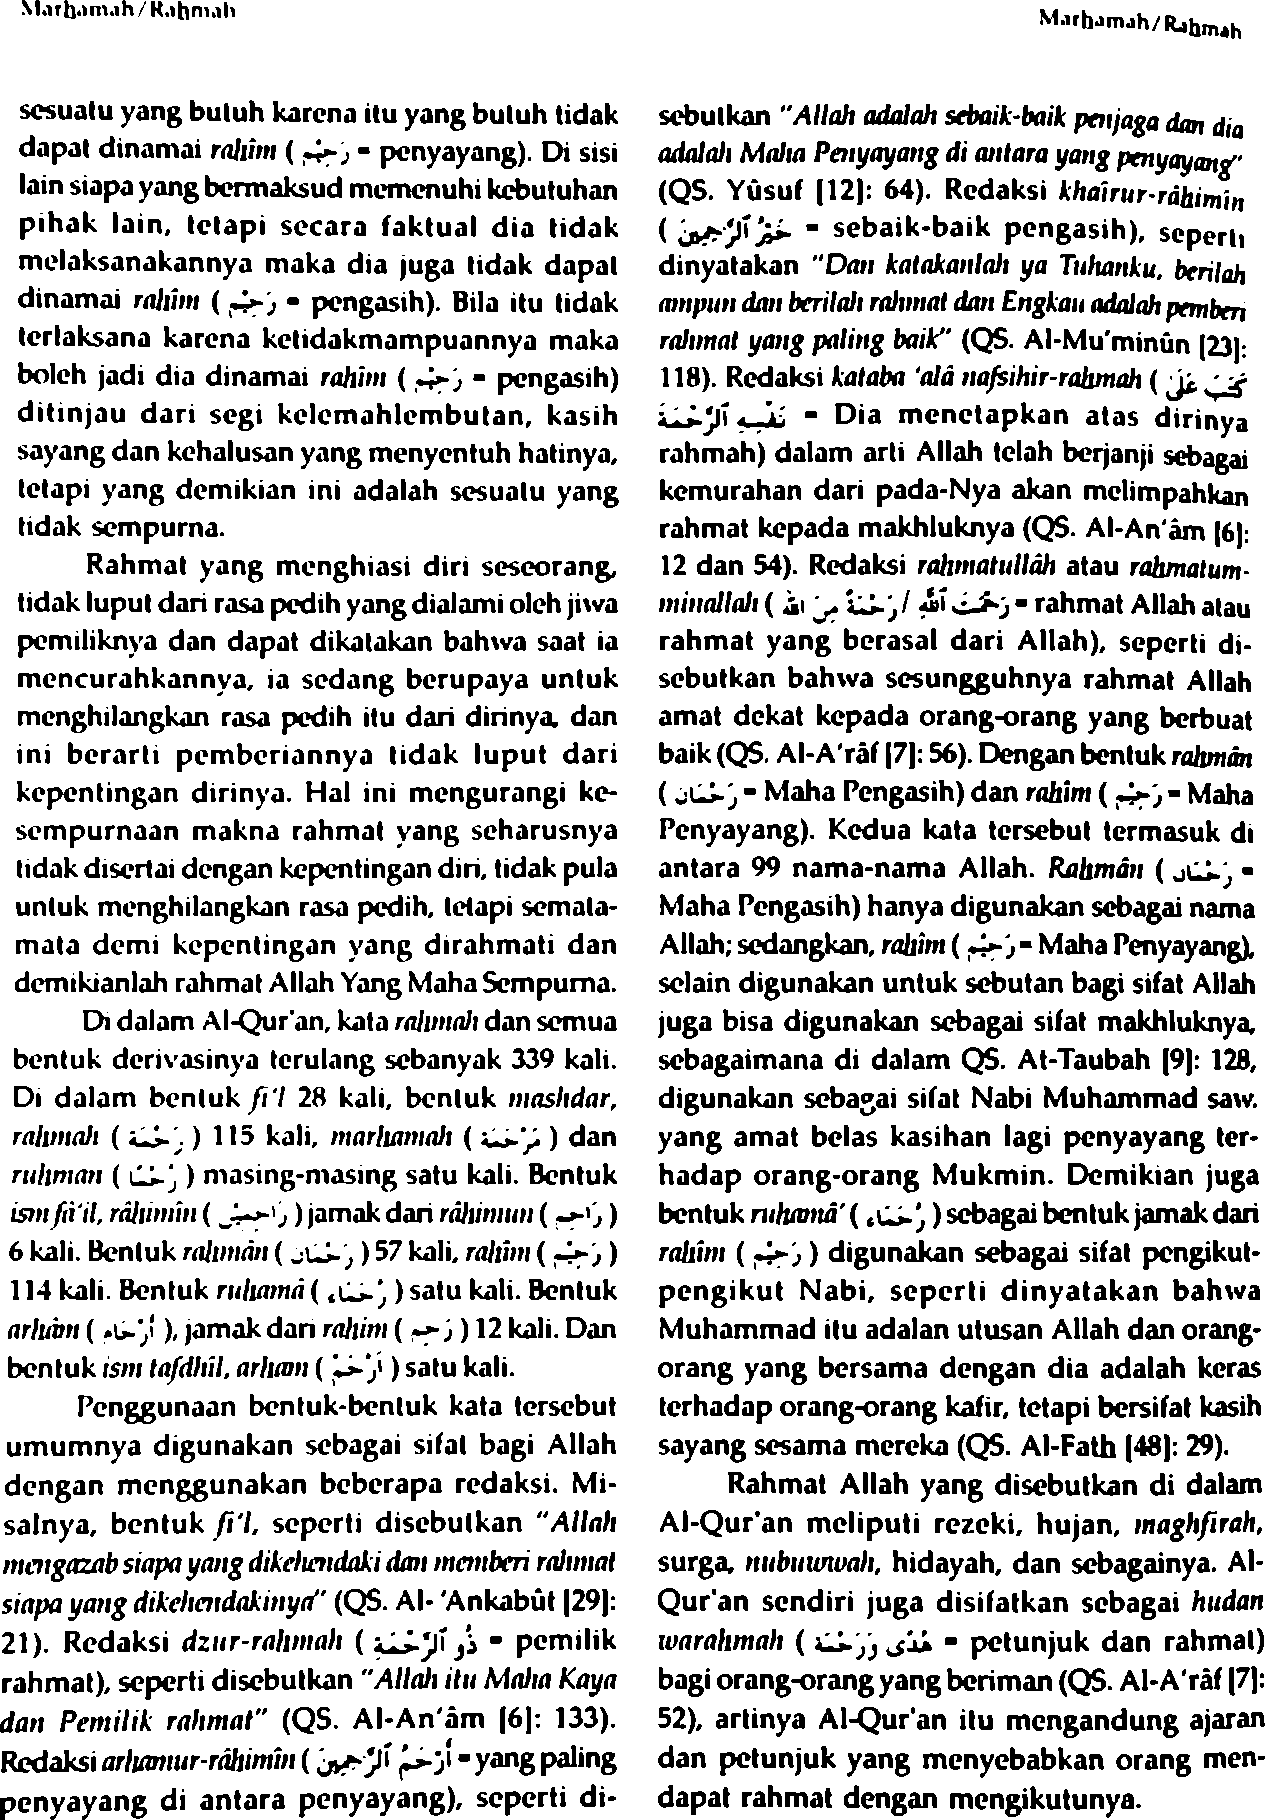 Marhamah/Rahmah
Marhamah/Rahmah
sesuatu yang butuh karena itu yang butuh tidak
dapat dinamai rahîm ( رَحِيْم = penyayang). Di sisi
lain siapa yang bermaksud memenuhi kebutuhan
pihak lain, tetapi secara faktual dia tidak
melaksanakannya maka dia juga tidak dapat
dinamai rahîm ( رَحِيْم = pengasih). Bila itu tidak
terlaksana karena ketidakmampuannya maka
boleh jadi dia dinamai rahîm ( رَحِيْم = pengasih)
ditinjau dari segi kelemahlembutan, kasih
sayang dan kehalusan yang menyentuh hatinya,
tetapi yang demikian ini adalah sesuatu yang
tidak sempurna.
Rahmat yang menghiasi diri seseorang,
tidak luput dari rasa pedih yang dialami oleh jiwa
pemiliknya dan dapat dikatakan bahwa saat ia
mencurahkannya, ia sedang berupaya untuk
menghilangkan rasa pedih itu dari dirinya, dan
ini berarti pemberiannya tidak luput dari
kepentingan dirinya. Hal ini mengurangi ke-
sempurnaan makna rahmat yang seharusnya
tidak disertai dengan kepentingan diri, tidak pula
untuk menghilangkan rasa pedih, tetapi semata-
mata demi kepentingan yang dirahmati dan
demikianlah rahmat Allah Yang Maha Sempurna.
Di dalam Al-Qur'an, kata rahmah dan semua
bentuk derivasinya terulang sebanyak 339 kali.
Di dalam bentuk fi'l 28 kali, bentuk mashdar,
rahmah ( رَحْمَة ) 115 kali, marhamah ( مَرْحَمَة ) dan
ruhman ( رُحْمًا ) masing-masing satu kali. Bentuk
ism fâ'il, râhimîn ( رَاحِمِيْن ) jamak dari râhimun ( رَاحِم )
6 kali. Bentuk rahmân ( رَحْمَان ) 57 kali, rahîm ( رَحِيْم )
114 kali. Bentuk ruhamâ ( رُحَمَاء ) satu kali. Bentuk
arhâm ( أَرْحَام ), jamak dari rahim ( رَحِم ) 12 kali. Dan
bentuk ism tafdhîl, arham ( أَرْحَمُ ) satu kali.
Penggunaan bentuk-bentuk kata tersebut
umumnya digunakan sebagai sifat bagi Allah
dengan menggunakan beberapa redaksi. Mi-
salnya, bentuk fi'l, seperti disebutkan "Allah
mengazab siapa yang dikehendaki dan memberi rahmat
siapa yang dikehendakinya" (QS. Al- 'Ankabût [29]:
21). Redaksi dzur-rahmah ( ذُو ٱلرَّحْمَةِ = pemilik
rahmat), seperti disebutkan "Allah itu Maha Kaya
dan Pemilik rahmat" (QS. Al-An'âm [6]: 133).
Redaksi arhamur-râhimîn ( أَرْحَمُ ٱلرَّاحِمِينَ = yang paling
penyayang di antara penyayang), seperti di-
sebutkan "Allah adalah sebaik-baik penjaga dan dia
adalah Maha Penyayang di antara yang penyayang"
(QS. Yûsuf [12]: 64). Redaksi khaîrur-râhimîn
( خَيْرُ ٱلرَّاحِمِينَ = sebaik-baik pengasih), seperti
dinyatakan "Dan katakanlah ya Tuhanku, berilah
ampun dan berilah rahmat dan Engkau adalah pemberi
rahmat yang paling baik" (QS. Al-Mu'minûn [23]:
118). Redaksi kataba 'alâ nafsihir-rahmah ( كَتَبَ عَلَىٰ
نَفْسِهِ ٱلرَّحْمَةَ = Dia menetapkan atas dirinya
rahmah) dalam arti Allah telah berjanji sebagai
kemurahan dari pada-Nya akan melimpahkan
rahmat kepada makhluknya (QS. Al-An'âm [6]:
12 dan 54). Redaksi rahmatullâh atau rahmatum-
minallah ( رَحْمَتَ ٱللهِ / رَحْمَةٌ مِنَ اللهِ = rahmat Allah atau
rahmat yang berasal dari Allah), seperti di-
sebutkan bahwa sesungguhnya rahmat Allah
amat dekat kepada orang-orang yang berbuat
baik (QS. Al-A'râf [7]: 56). Dengan bentuk rahmân
( رَحْمَان = Maha Pengasih) dan rahîm ( رَحِيْم = Maha
Penyayang). Kedua kata tersebut termasuk di
antara 99 nama-nama Allah. Rahmân ( رَحْمَان =
Maha Pengasih) hanya digunakan sebagai nama
Allah; sedangkan, rahîm ( رَحِيْم = Maha Penyayang),
selain digunakan untuk sebutan bagi sifat Allah
juga bisa digunakan sebagai sifat makhluknya,
sebagaimana di dalam QS. At-Taubah [9]: 128,
digunakan sebagai sifat Nabi Muhammad saw.
yang amat belas kasihan lagi penyayang ter-
hadap orang-orang Mukmin. Demikian juga
bentuk ruhamâ' ( رُحَمَاء ) sebagai bentuk jamak dari
rahîm ( رَحِيْم ) digunakan sebagai sifat pengikut-
pengikut Nabi, seperti dinyatakan bahwa
Muhammad itu adalan utusan Allah dan orang-
orang yang bersama dengan dia adalah keras
terhadap orang-orang kafir, tetapi bersifat kasih
sayang sesama mereka (QS. Al-Fath [48]: 29).
Rahmat Allah yang disebutkan di dalam
Al-Qur'an meliputi rezeki, hujan, maghfirah,
surga, nubuwwah, hidayah, dan sebagainya. Al-
Qur'an sendiri juga disifatkan sebagai hudan
warahmah ( هُدًى وَرَحْمَة = petunjuk dan rahmat)
bagi orang-orang yang beriman (QS. Al-A'râf [7]:
52), artinya Al-Qur'an itu mengandung ajaran
dan petunjuk yang menyebabkan orang men-
dapat rahmat dengan mengikutunya.